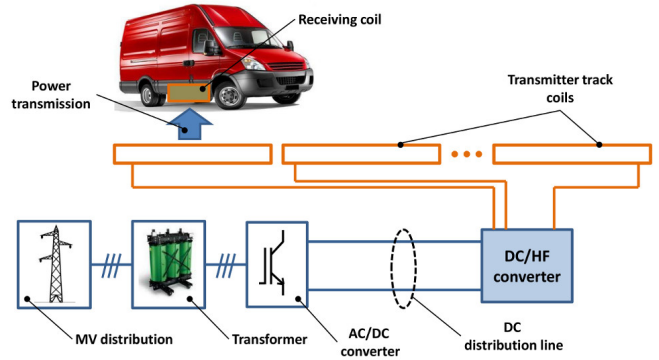 Receiving coil
Power
transmission
Transmitter track
coils
DC/HF
converter
MV distribution
Transformer
AC/DC
converter
DC
distribution line